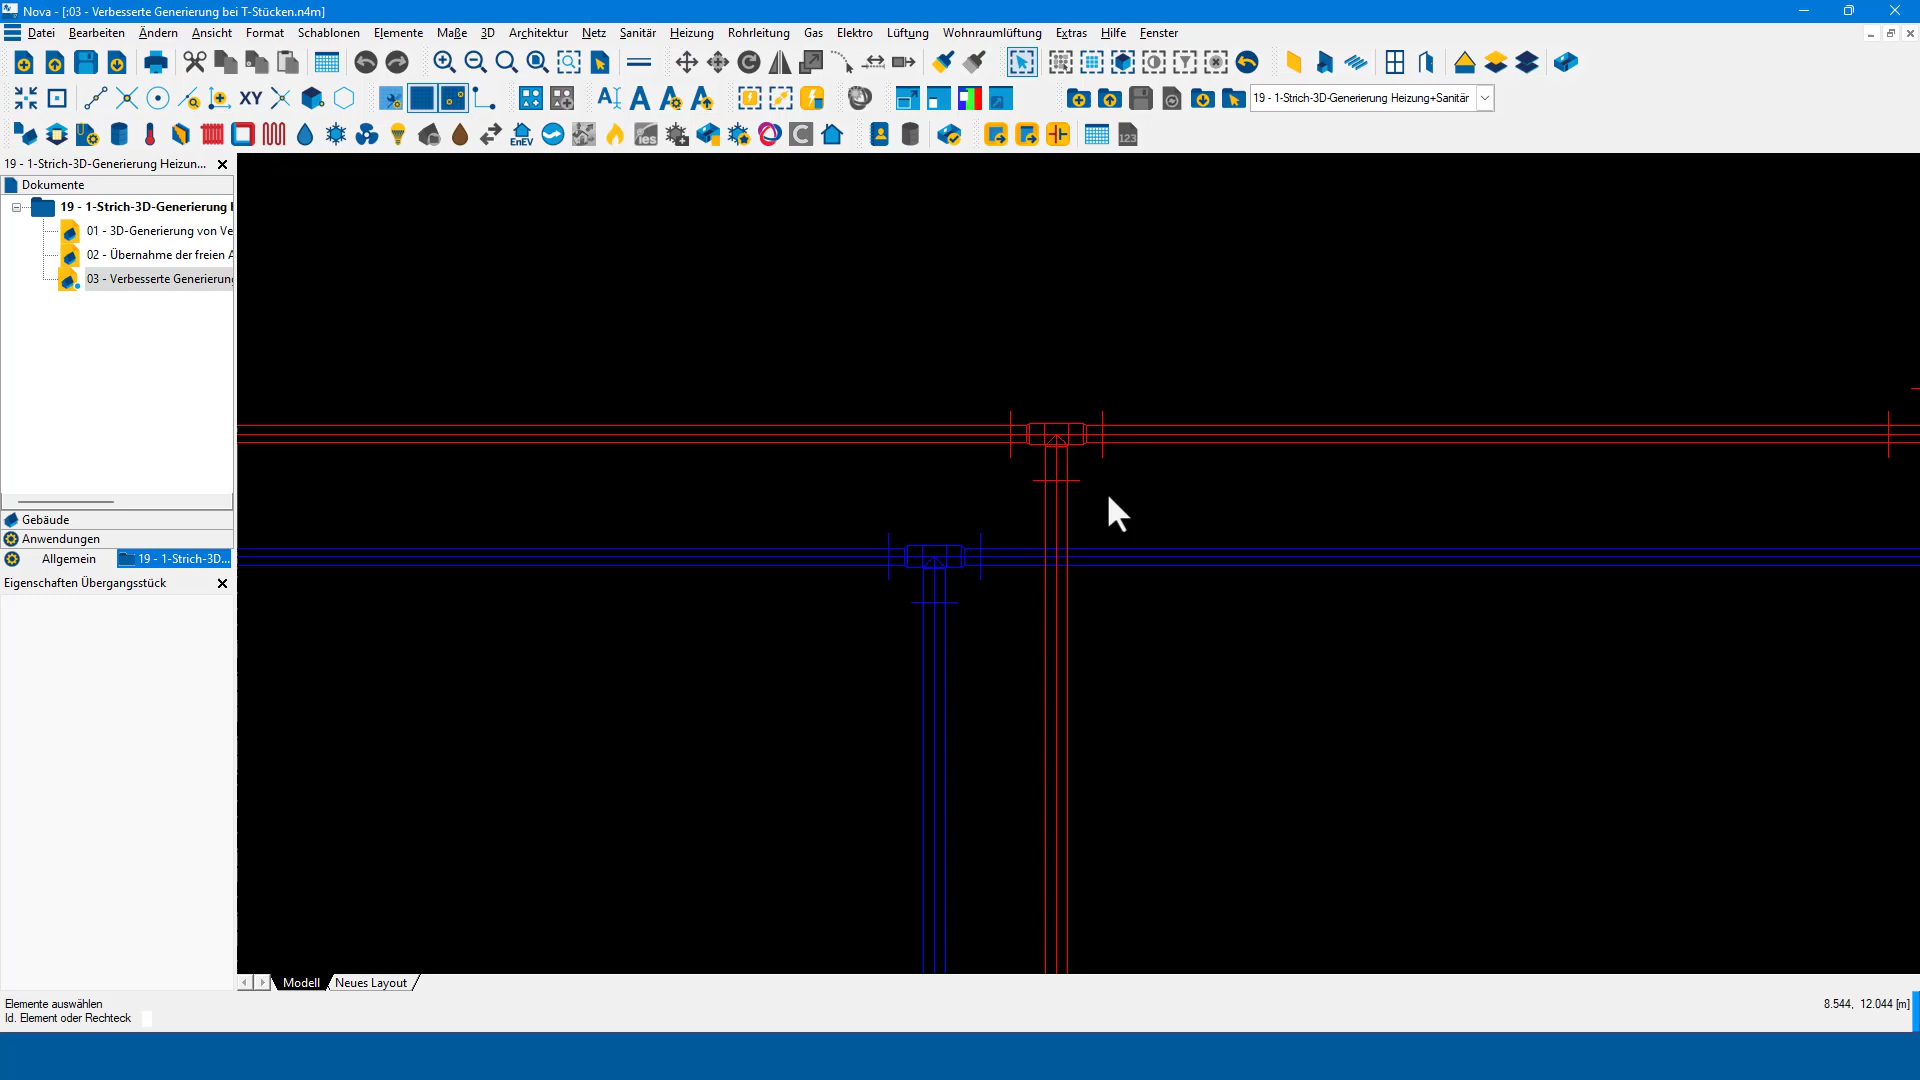 Nova - [:03 - Verbesserte Generierung bei T-Stücken.n4m]
Datei Bearbeiten Ändern Ansicht Format Schablonen Elemente Maße 3D Architektur Netz Sanitär Heizung Rohrleitung Gas Elektro Lüftung Wohnraumlüftung Extras Hilfe Fenster
XY 19 - 1-Strich-3D-Generierung Heizung+Sanitär
EnEV ies 123
19 - 1-Strich-3D-Generierung Heizun...
Dokumente
19 - 1-Strich-3D-Generierung
01 - 3D-Generierung von Ve
02 - Übernahme der freien A
03 - Verbesserte Generierung
Gebäude
Anwendungen
Allgemein 19 - 1-Strich-3D...
Eigenschaften Übergangsstück
Modell Neues Layout
Elemente auswählen
Id. Element oder Rechteck
8.544, 12.044 [m]